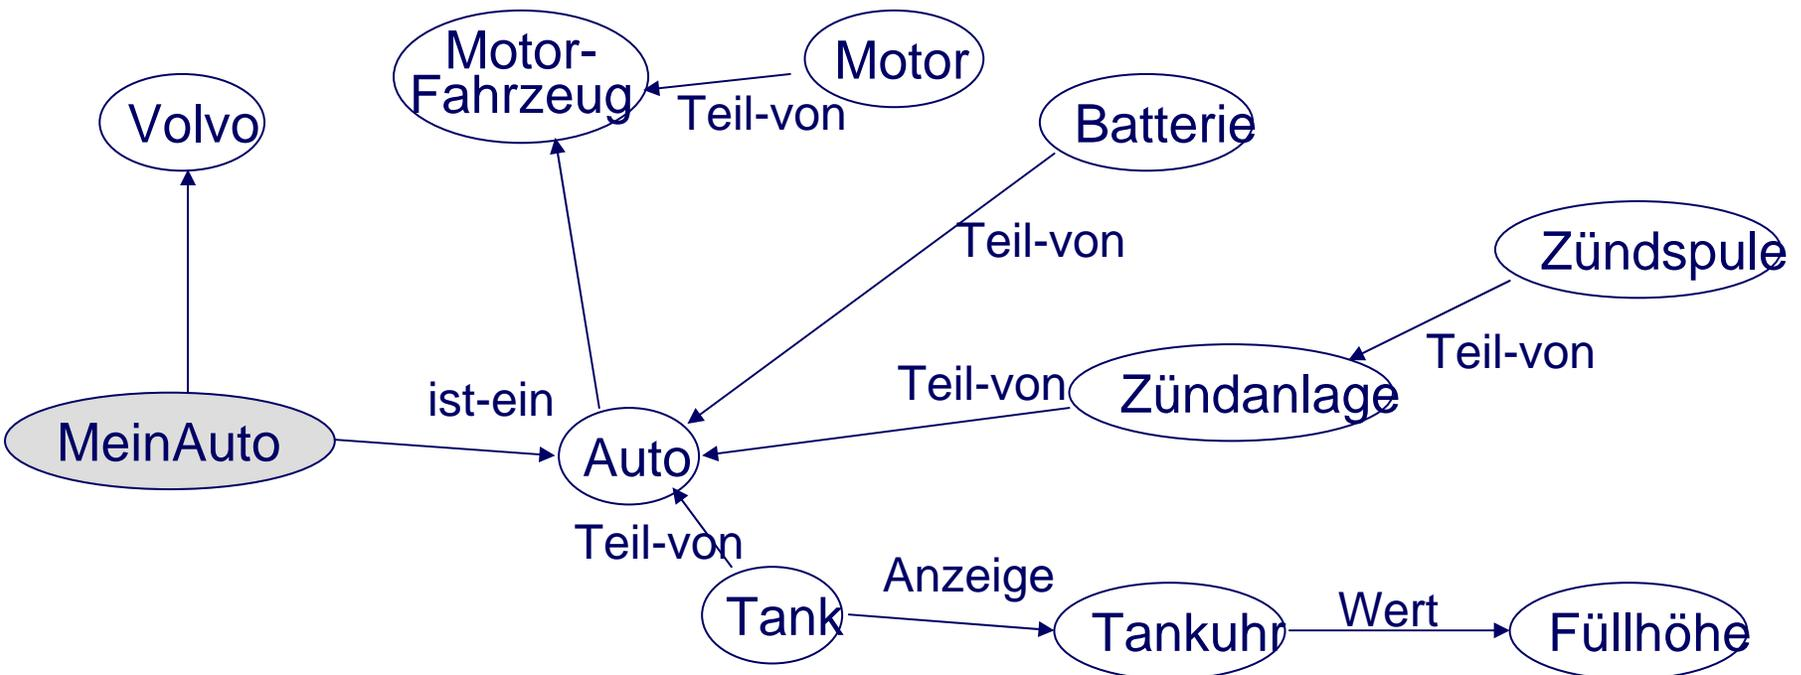 Motor-
Fahrzeug
Motor
Teil-von
Volvo
Batterie
Teil-von
Zündspule
Teil-von
Teil-von
Zündanlage
ist-ein
MeinAuto
Auto
Teil-von
Tank
Anzeige
Tankuhr
Wert
Füllhöhe